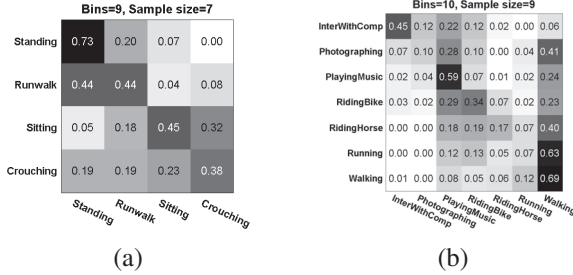 Bins=9, Sample size=7
Standing 0.73 0.20 0.07 0.00
Runwalk 0.44 0.44 0.04 0.08
Sitting 0.05 0.18 0.45 0.32
Crouching 0.19 0.19 0.23 0.38
Standing Runwalk Sitting Crouching
(a)
Bins=10, Sample size=9
InterWithComp 0.45 0.12 0.22 0.12 0.02 0.00 0.06
Photographing 0.07 0.10 0.28 0.10 0.00 0.04 0.41
PlayingMusic 0.02 0.04 0.59 0.07 0.01 0.02 0.24
RidingBike 0.03 0.02 0.29 0.34 0.07 0.02 0.23
RidingHorse 0.00 0.00 0.18 0.19 0.17 0.07 0.40
Running 0.00 0.00 0.12 0.13 0.05 0.07 0.63
Walking 0.01 0.00 0.08 0.05 0.06 0.12 0.69
InterWithComp Photographing PlayingMusic RidingBike RidingHorse Running Walking
(b)